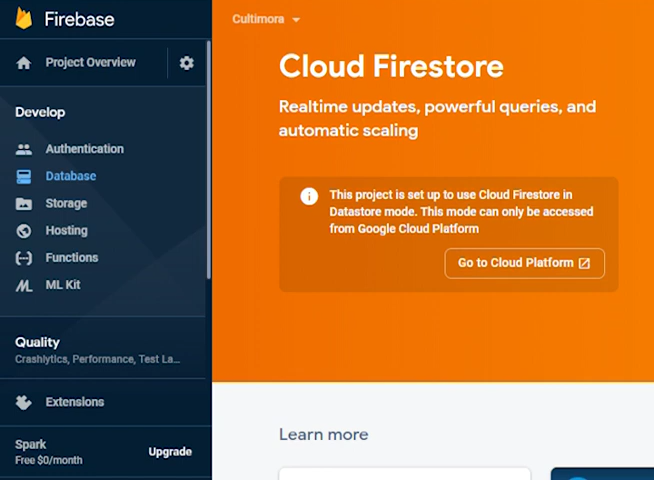 Firebase
Project Overview
Develop
Authentication
Database
Storage
Hosting
Functions
ML Kit
Quality
Crashlytics, Performance, Test La...
Extensions
Spark
Free $0/month
Upgrade
Cultimora
Cloud Firestore
Realtime updates, powerful queries, and
automatic scaling
This project is set up to use Cloud Firestore in
Datastore mode. This mode can only be accessed
from Google Cloud Platform
Go to Cloud Platform
Learn more